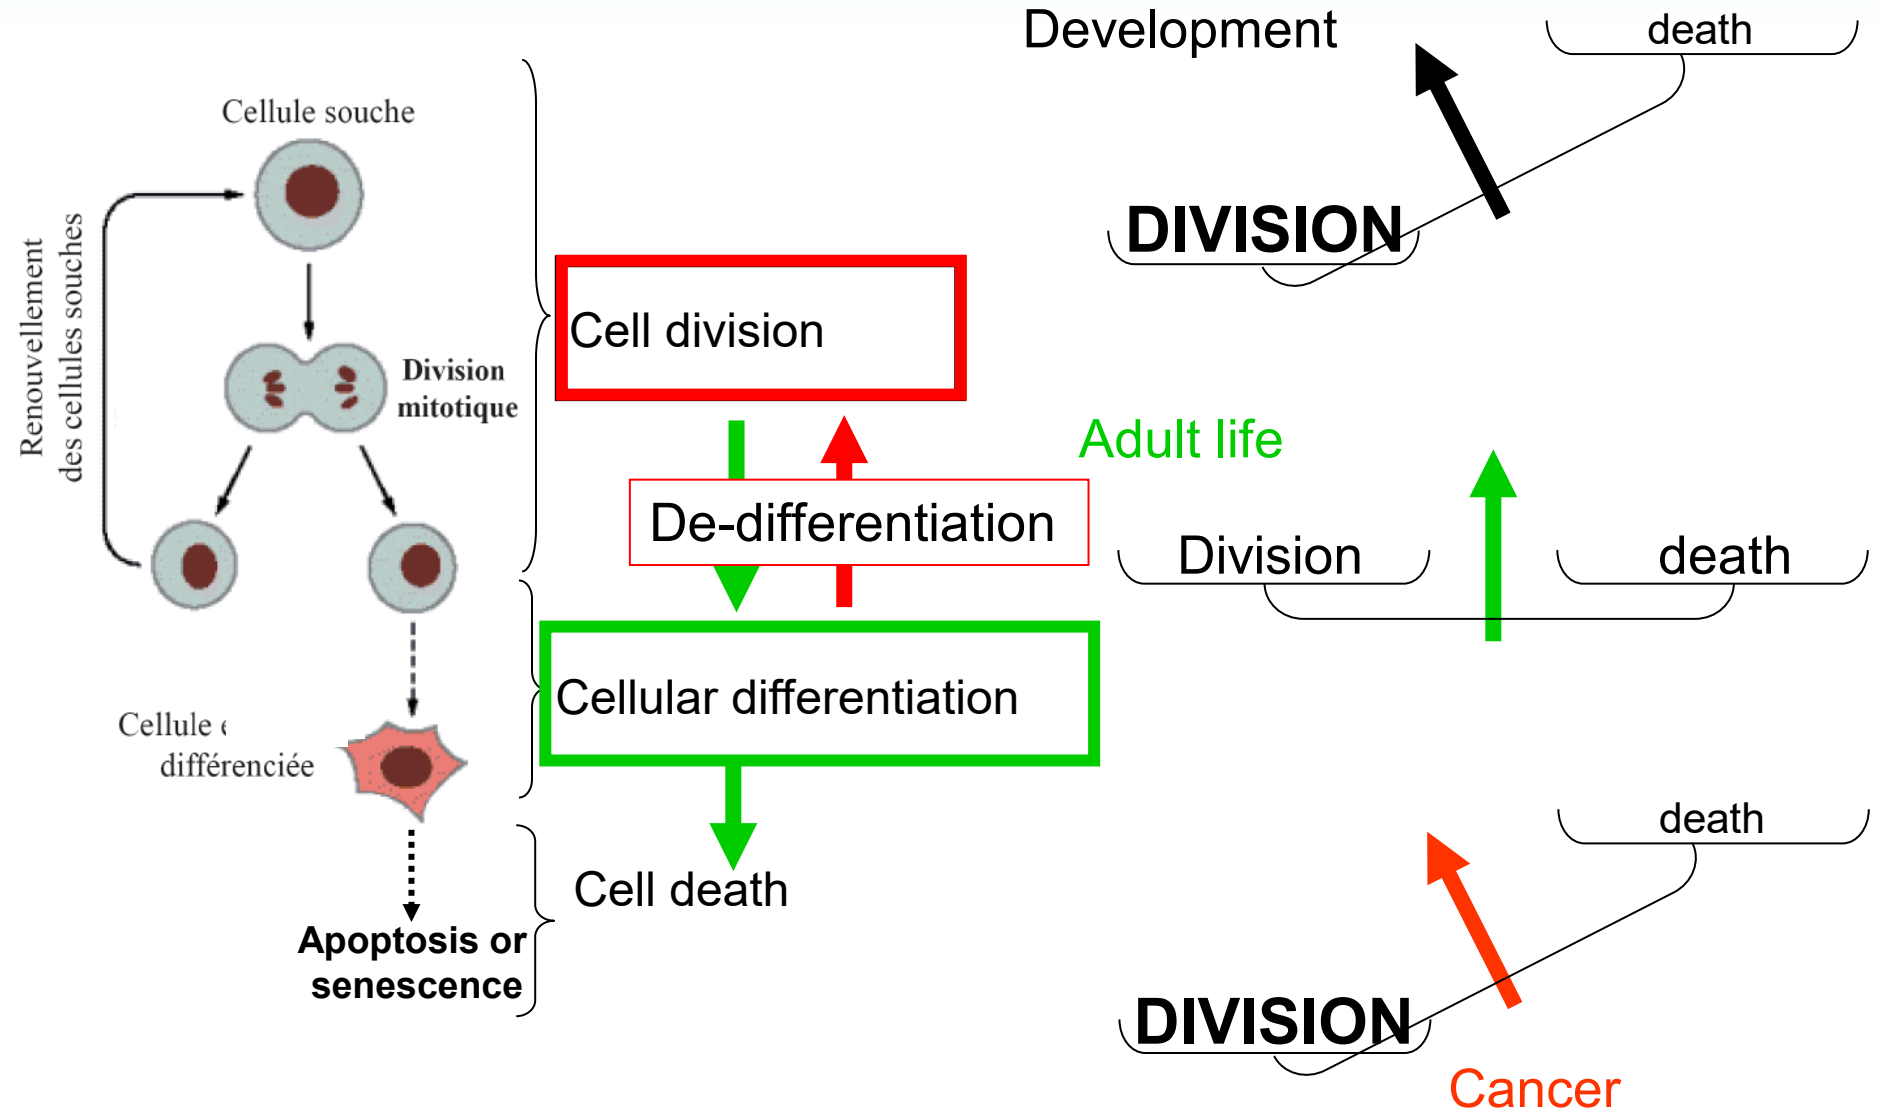 Cellule souche
Renouvellement
des cellules souches
Division
mitotique
Cellule
différenciée
Apoptosis or
senescence
Cell division
De-differentiation
Cellular differentiation
Cell death
Development
death
DIVISION
Adult life
Division
death
death
DIVISION
Cancer